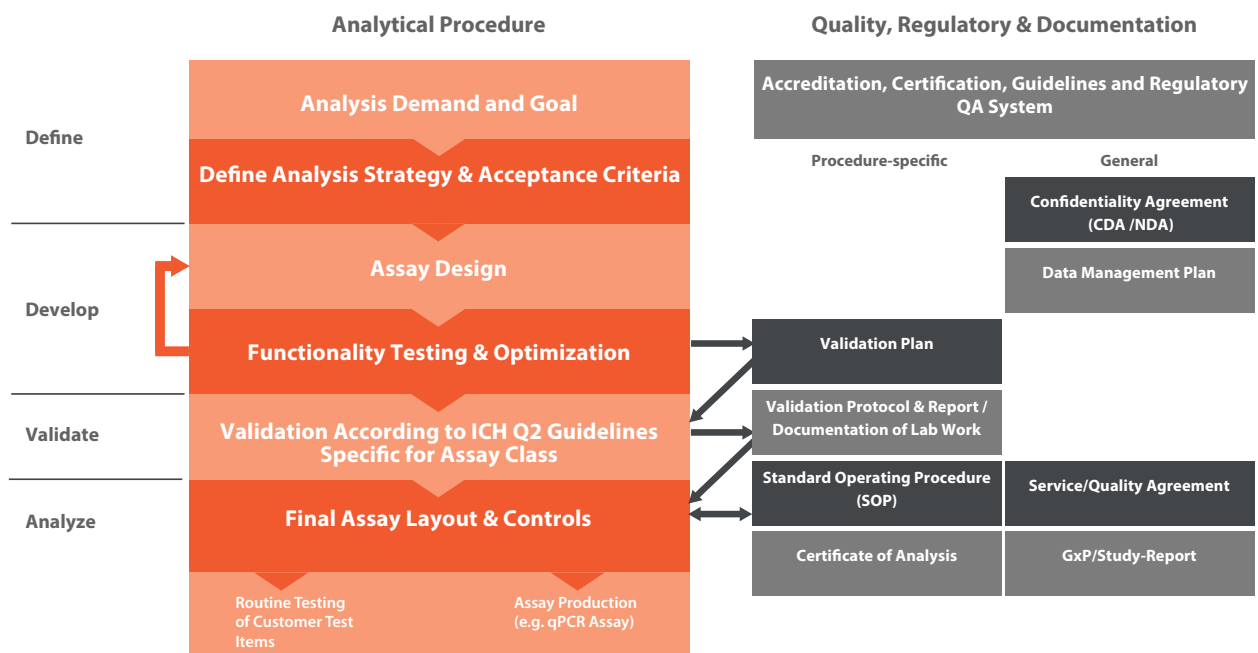 Analytical Procedure
Quality, Regulatory & Documentation
Define
Analysis Demand and Goal
Define Analysis Strategy & Acceptance Criteria
Develop
Assay Design
Functionality Testing & Optimization
Validate
Validation According to ICH Q2 Guidelines
Specific for Assay Class
Analyze
Final Assay Layout & Controls
Routine Testing
of Customer Test
Items
Assay Production
(e.g. qPCR Assay)
Accreditation, Certification, Guidelines and Regulatory
QA System
Procedure-specific
General
Confidentiality Agreement
(CDA /NDA)
Data Management Plan
Validation Plan
Validation Protocol & Report /
Documentation of Lab Work
Standard Operating Procedure
(SOP)
Service/Quality Agreement
Certificate of Analysis
GxP/Study-Report